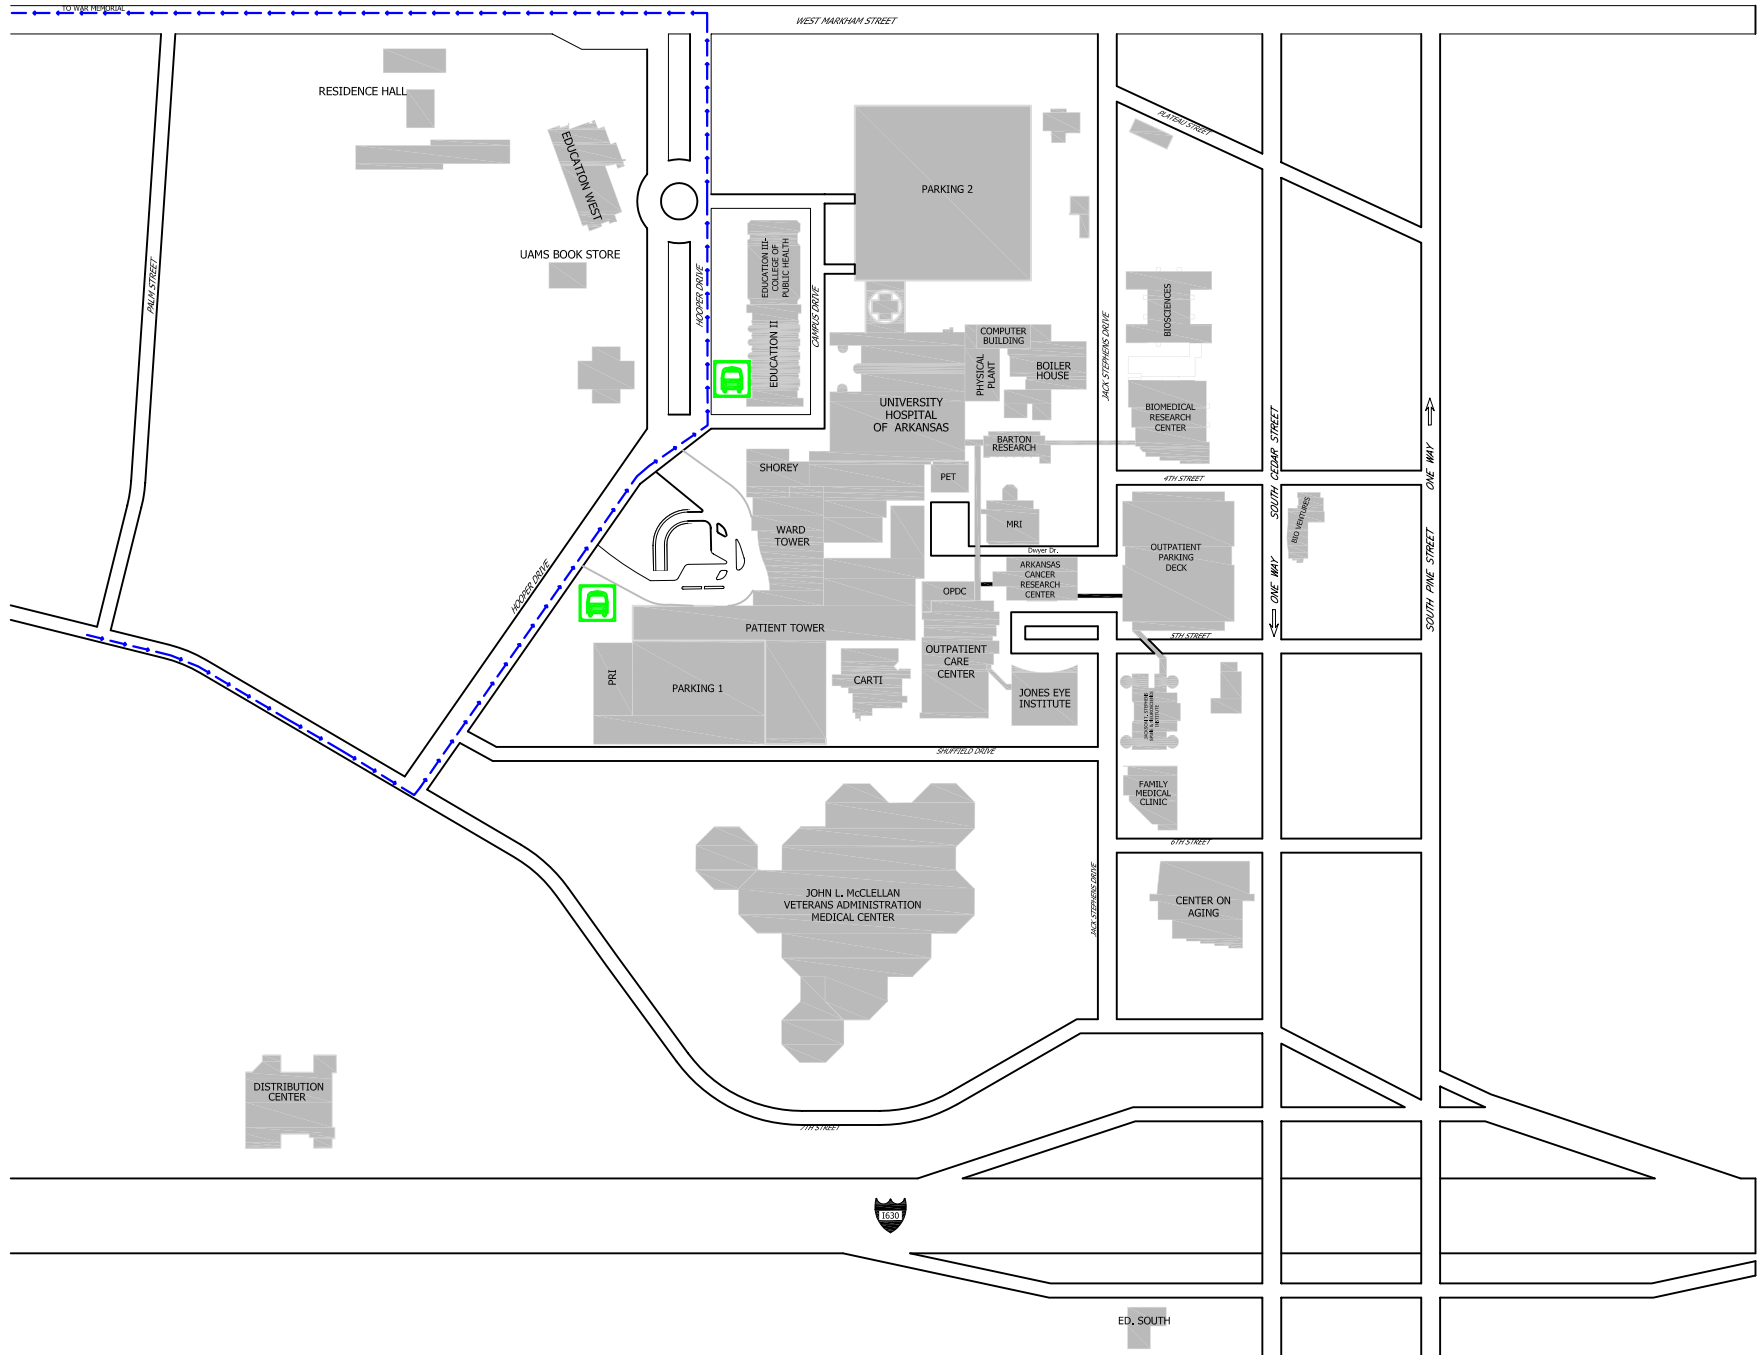 TO WAR MEMORIAL
WEST MARKHAM STREET
RESIDENCE HALL
EDUCATION WEST
PLATEAU STREET
PARKING 2
UAMS BOOK STORE
PALM STREET
HOOPER DRIVE
EDUCATION III-
COLLEGE OF
PUBLIC HEALTH
EDUCATION II
CAMPUS DRIVE
JACK STEPHENS DRIVE
BIOSCIENCES
COMPUTER
BUILDING
PHYSICAL
PLANT
BOILER
HOUSE
UNIVERSITY
HOSPITAL
OF ARKANSAS
BIOMEDICAL
RESEARCH
CENTER
BARTON
RESEARCH
SHOREY
PET
4TH STREET
SOUTH CEDAR STREET
ONE WAY
ONE WAY
SOUTH PINE STREET
MRI
WARD
TOWER
BIO VENTURES
OUTPATIENT
PARKING
DECK
Dwyer Dr.
ARKANSAS
CANCER
RESEARCH
CENTER
HOOPER DRIVE
OPDC
PATIENT TOWER
5TH STREET
OUTPATIENT
CARE
CENTER
PRI
PARKING 1
CARTI
JONES EYE
INSTITUTE
INSTITUTE
SHUFFIELD DRIVE
FAMILY
MEDICAL
CLINIC
6TH STREET
JOHN L. McCLELLAN
VETERANS ADMINISTRATION
MEDICAL CENTER
JACK STEPHENS DRIVE
CENTER ON
AGING
DISTRIBUTION
CENTER
7TH STREET
I630
ED. SOUTH